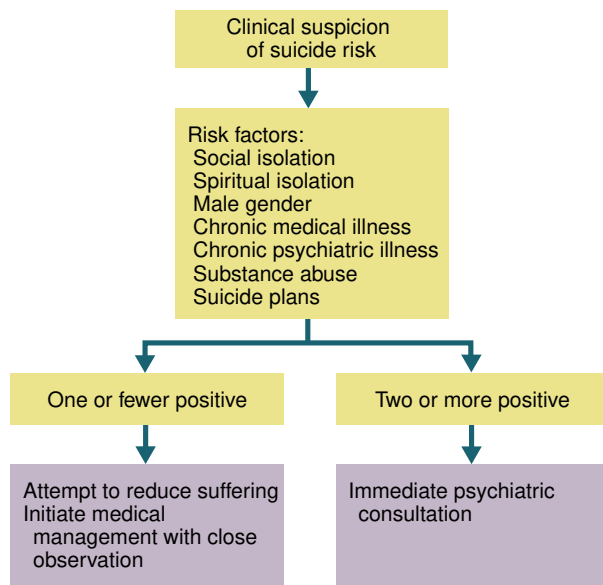 Clinical suspicion
of suicide risk
Risk factors:
Social isolation
Spiritual isolation
Male gender
Chronic medical illness
Chronic psychiatric illness
Substance abuse
Suicide plans
One or fewer positive
Two or more positive
Attempt to reduce suffering
Initiate medical
management with close
observation
Immediate psychiatric
consultation